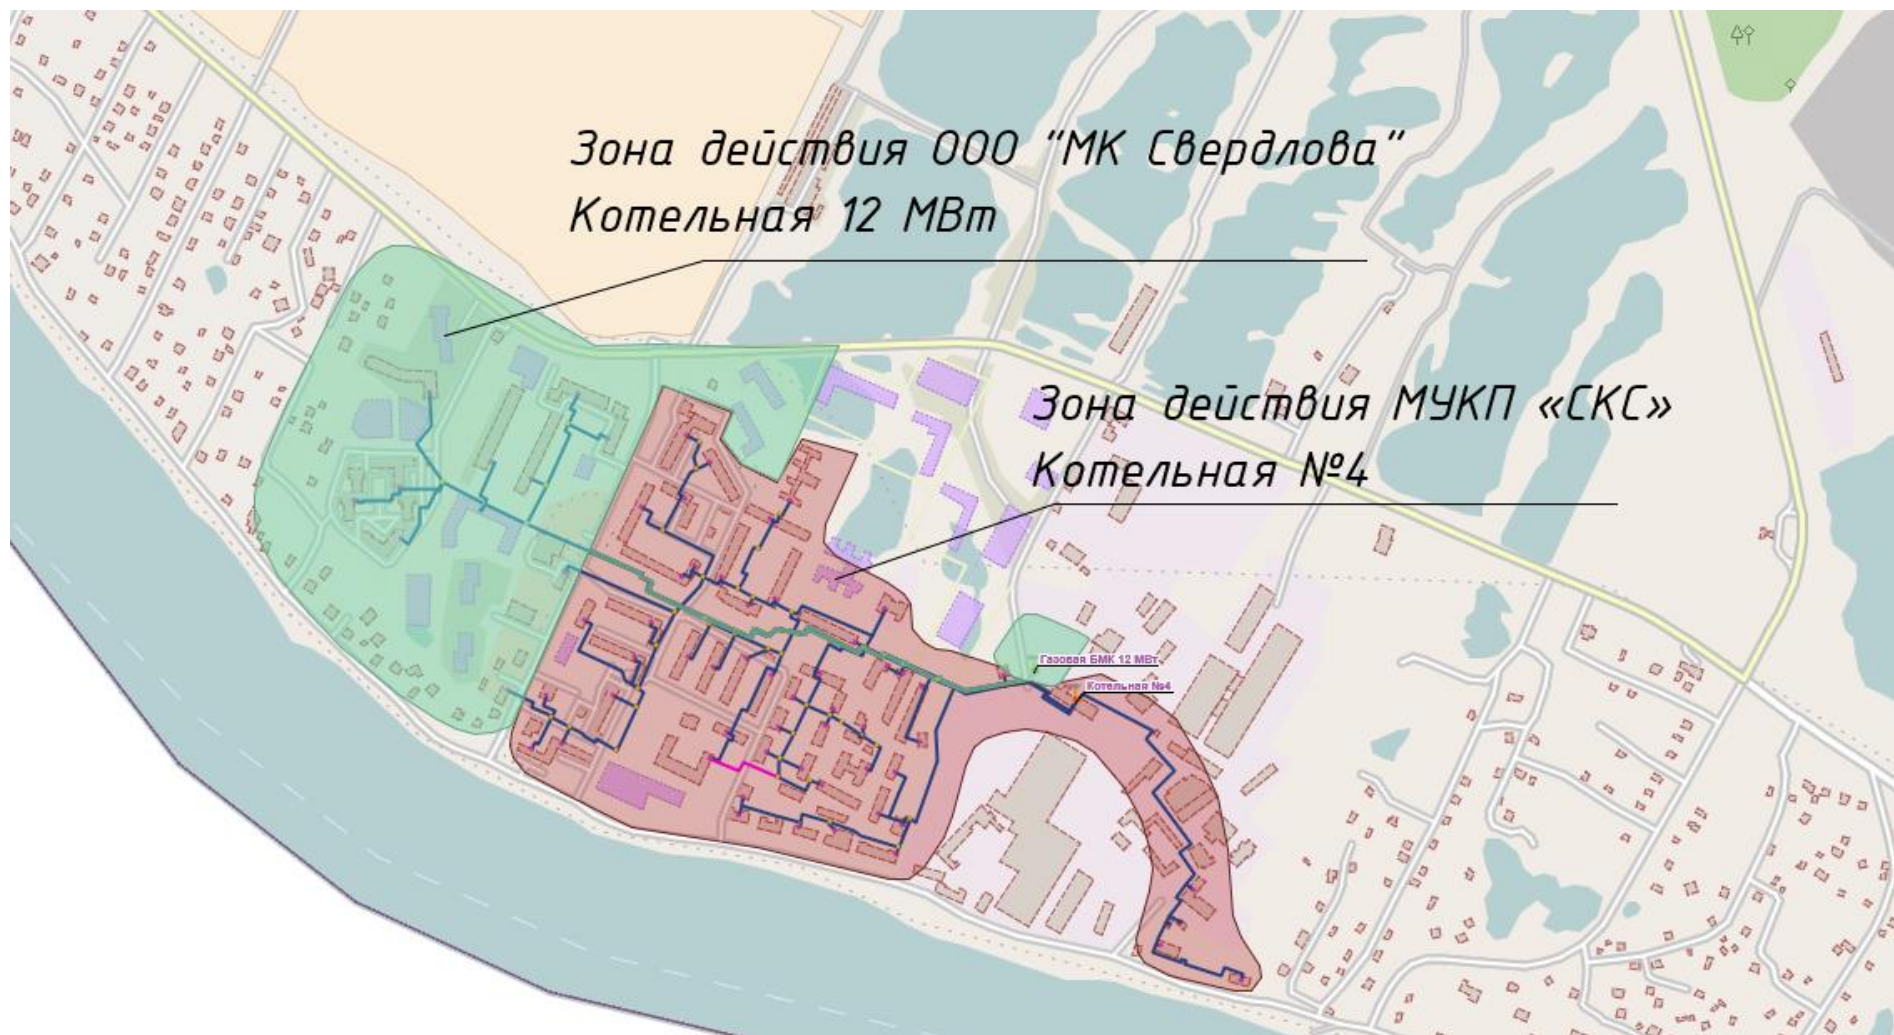 Зона действия ООО "МК Свердлова"
Котельная 12 МВт
Зона действия МУКП «СКС»
Котельная №4
Газовая БМК 12 МВт
Котельная №4